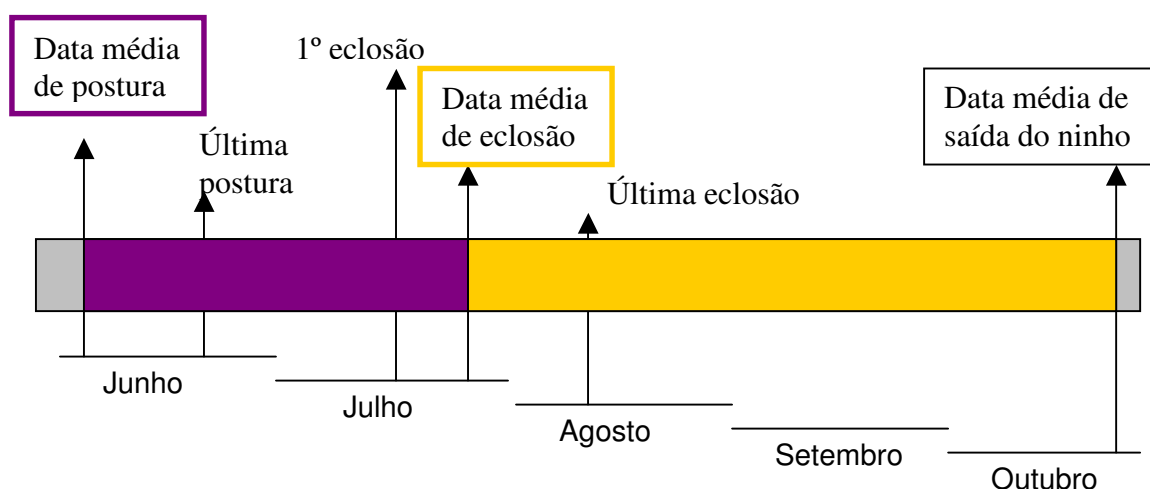 Data média
de postura
Última
postura
1º eclosão
Data média
de eclosão
Última eclosão
Data média de
saída do ninho
Junho
Julho
Agosto
Setembro
Outubro